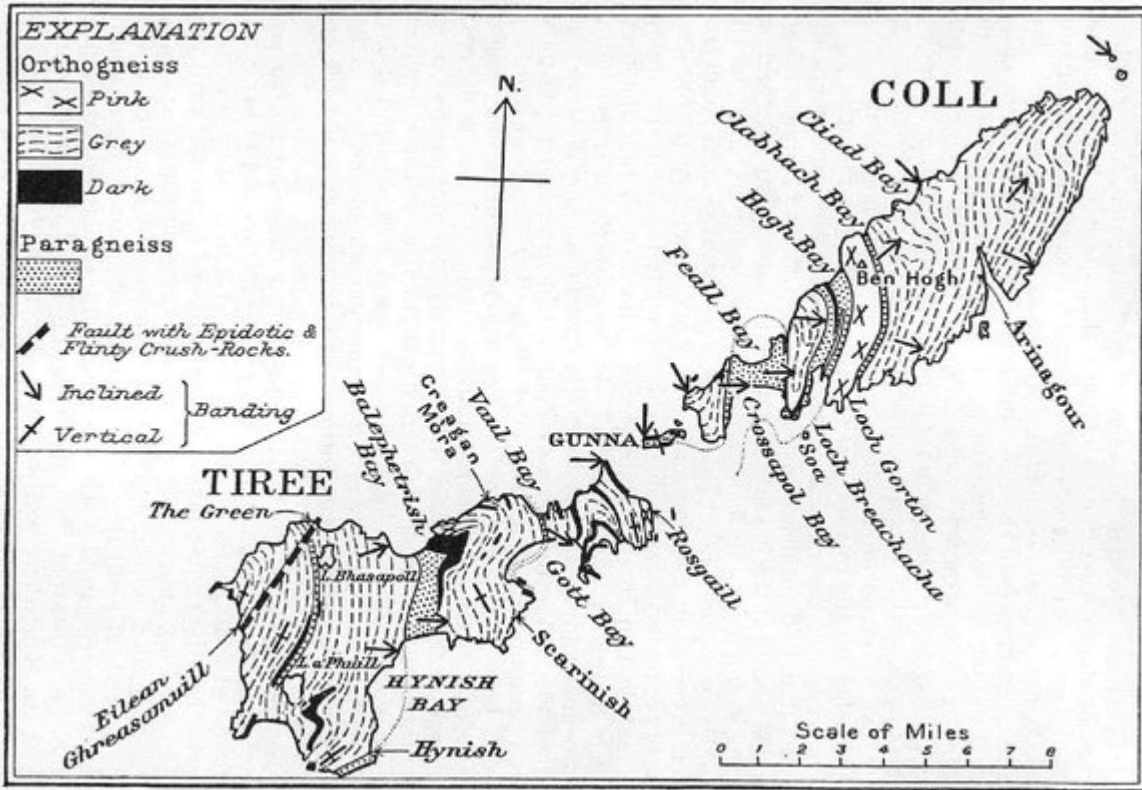 EXPLANATION
Orthogneiss
Pink
Grey
Dark
Paragneiss
Fault with Epidotic &
Flinty Crush-Rocks.
Inclined
Banding
Vertical
N.
COLL
Cliad Bay
Clabhach Bay
Hogh Bay
Feall Bay
Ben Hogh
Arinagour
Loch Gorton
Loch Breachacha
Soa
Crossapol Bay
GUNNA
TIREE
The Green
Balephetrish
Bay
Creagan
Mora
Vaul Bay
Rosgaill
Gott Bay
Scarinish
L. Bhasapoll
L. a' Phuill
HYNISH
BAY
Hynish
Eilean
Ghreasamuill
Scale of Miles
0 1 2 3 4 5 6 7 8